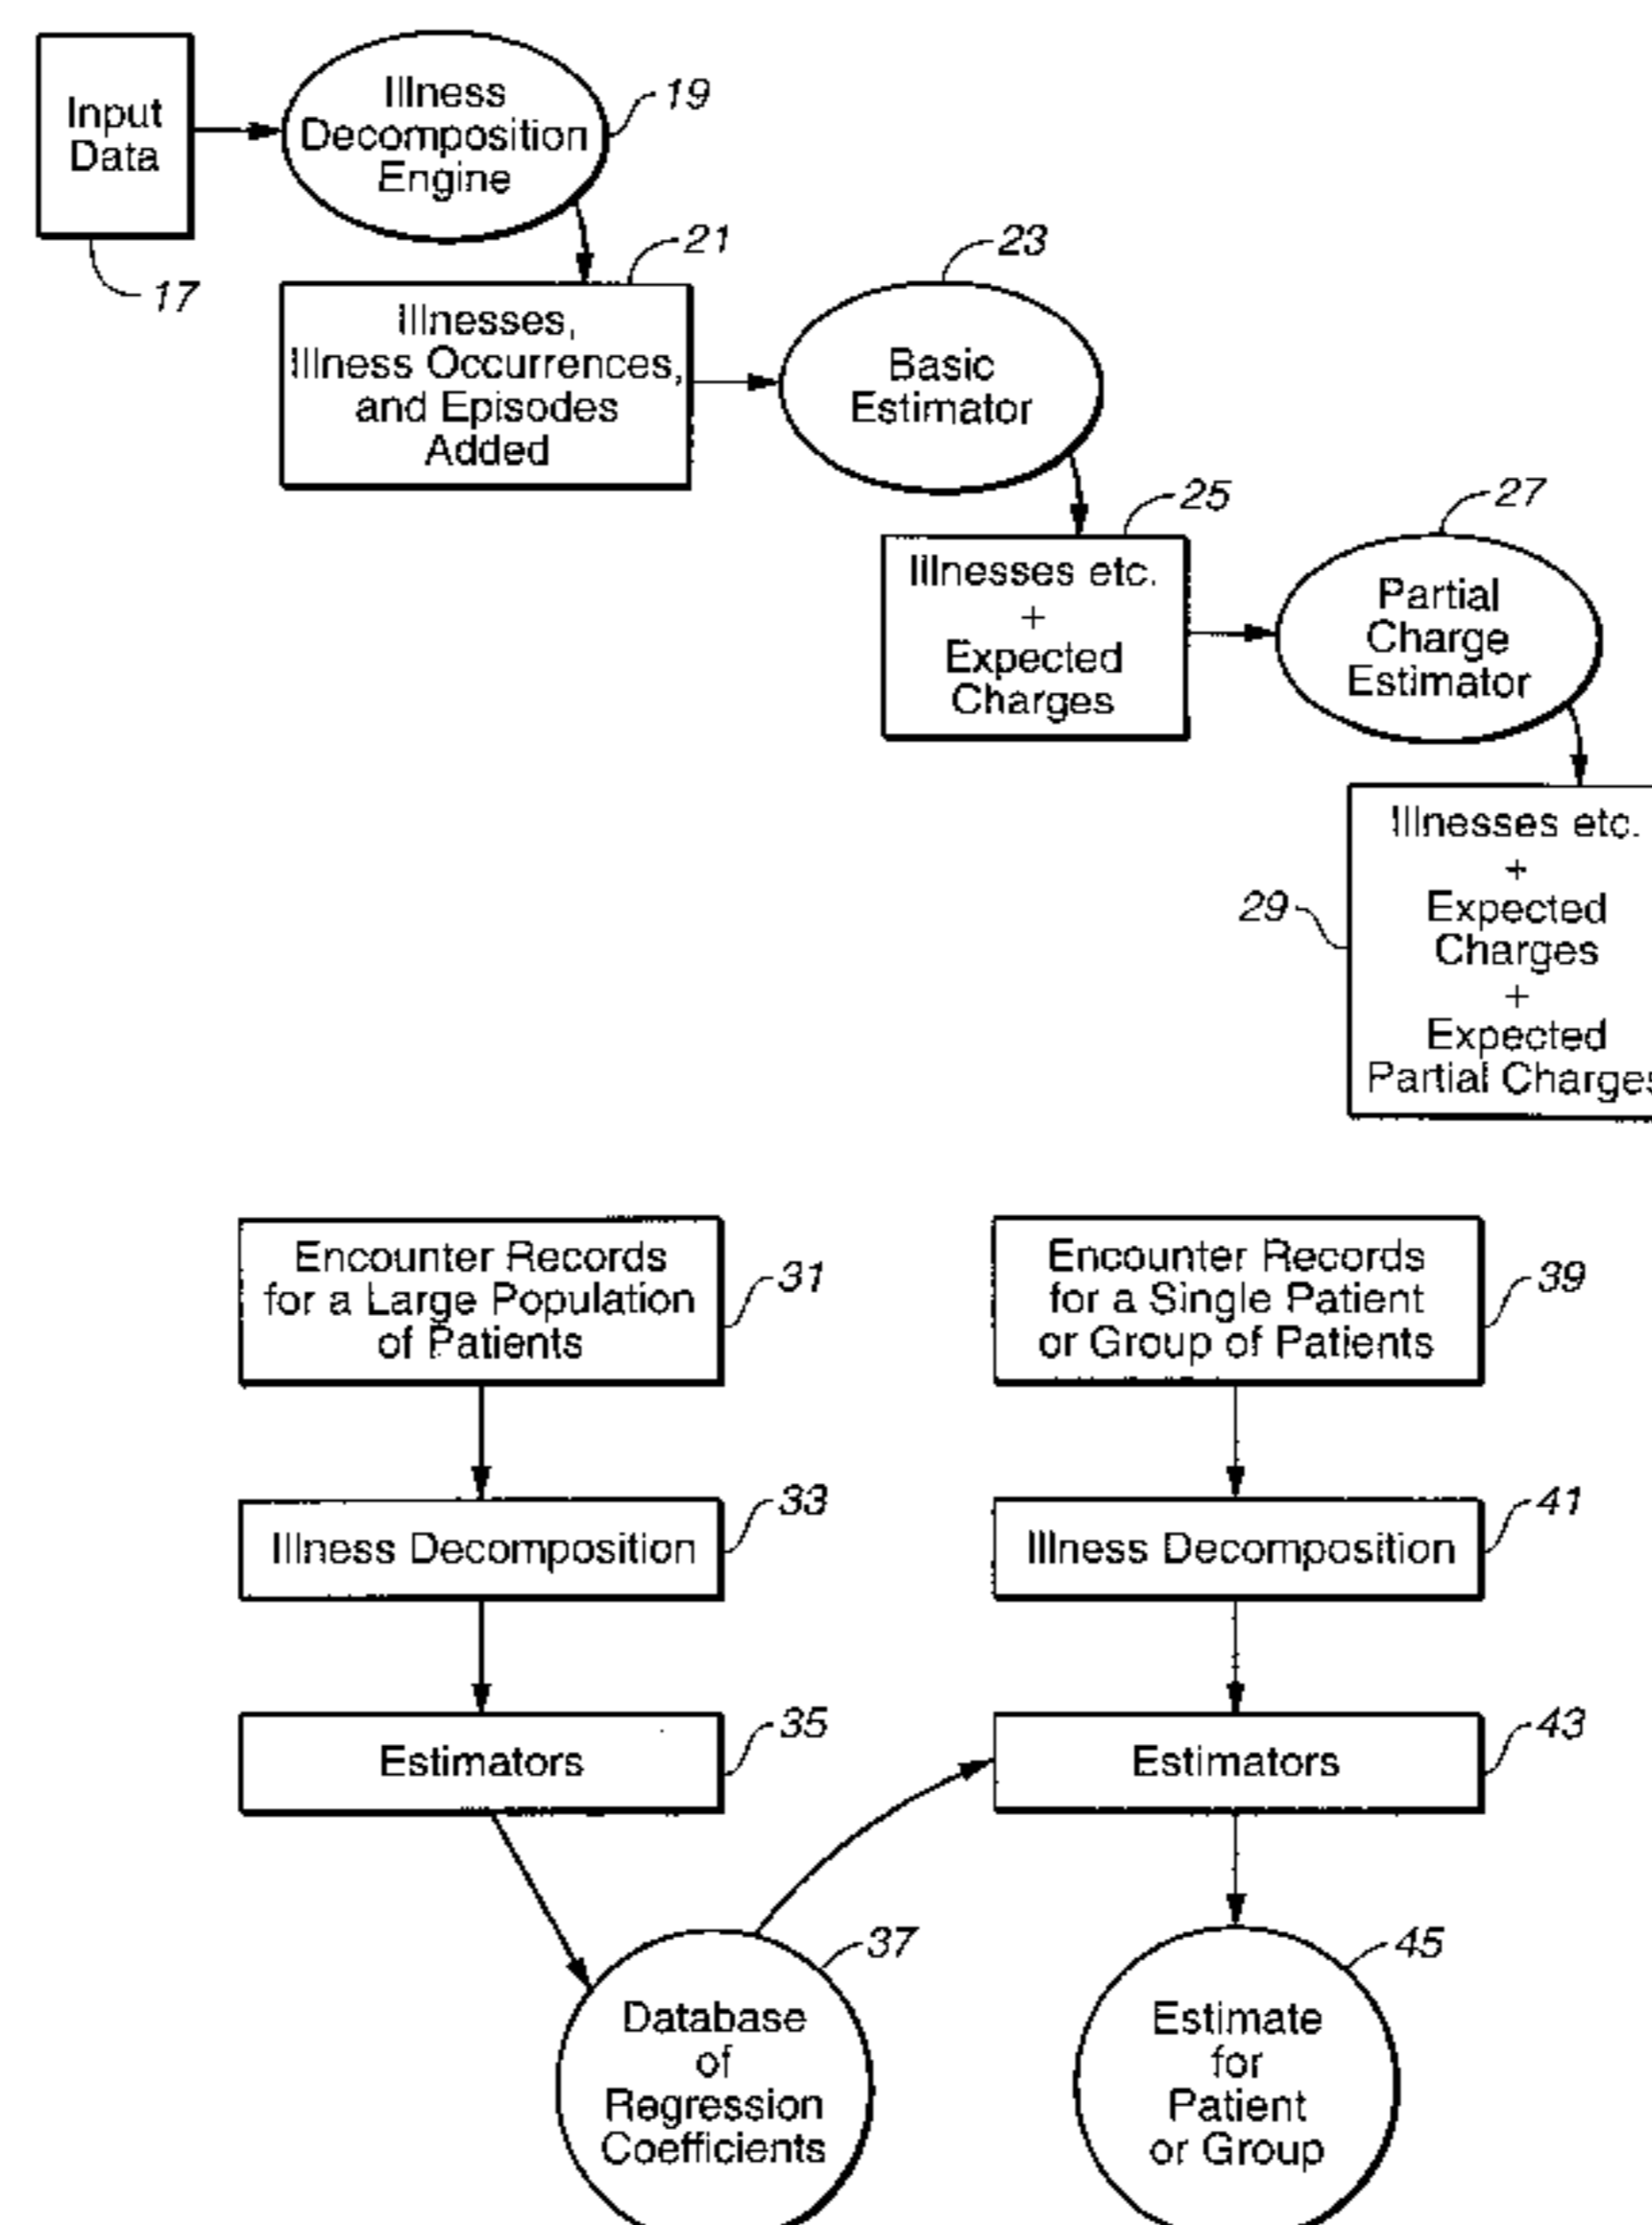 Input
Data
17
Illness
Decomposition
Engine
19
21
Illnesses,
Illness Occurrences,
and Episodes
Added
23
Basic
Estimator
25
Illnesses etc.
+
Expected
Charges
27
Partial
Charge
Estimator
29
Illnesses etc.
+
Expected
Charges
+
Expected
Partial Charges
Encounter Records
for a Large Population
of Patients
31
Illness Decomposition
33
Estimators
35
Database
of
Regression
Coefficients
37
Encounter Records
for a Single Patient
or Group of Patients
39
Illness Decomposition
41
Estimators
43
Estimate
for
Patient
or Group
45